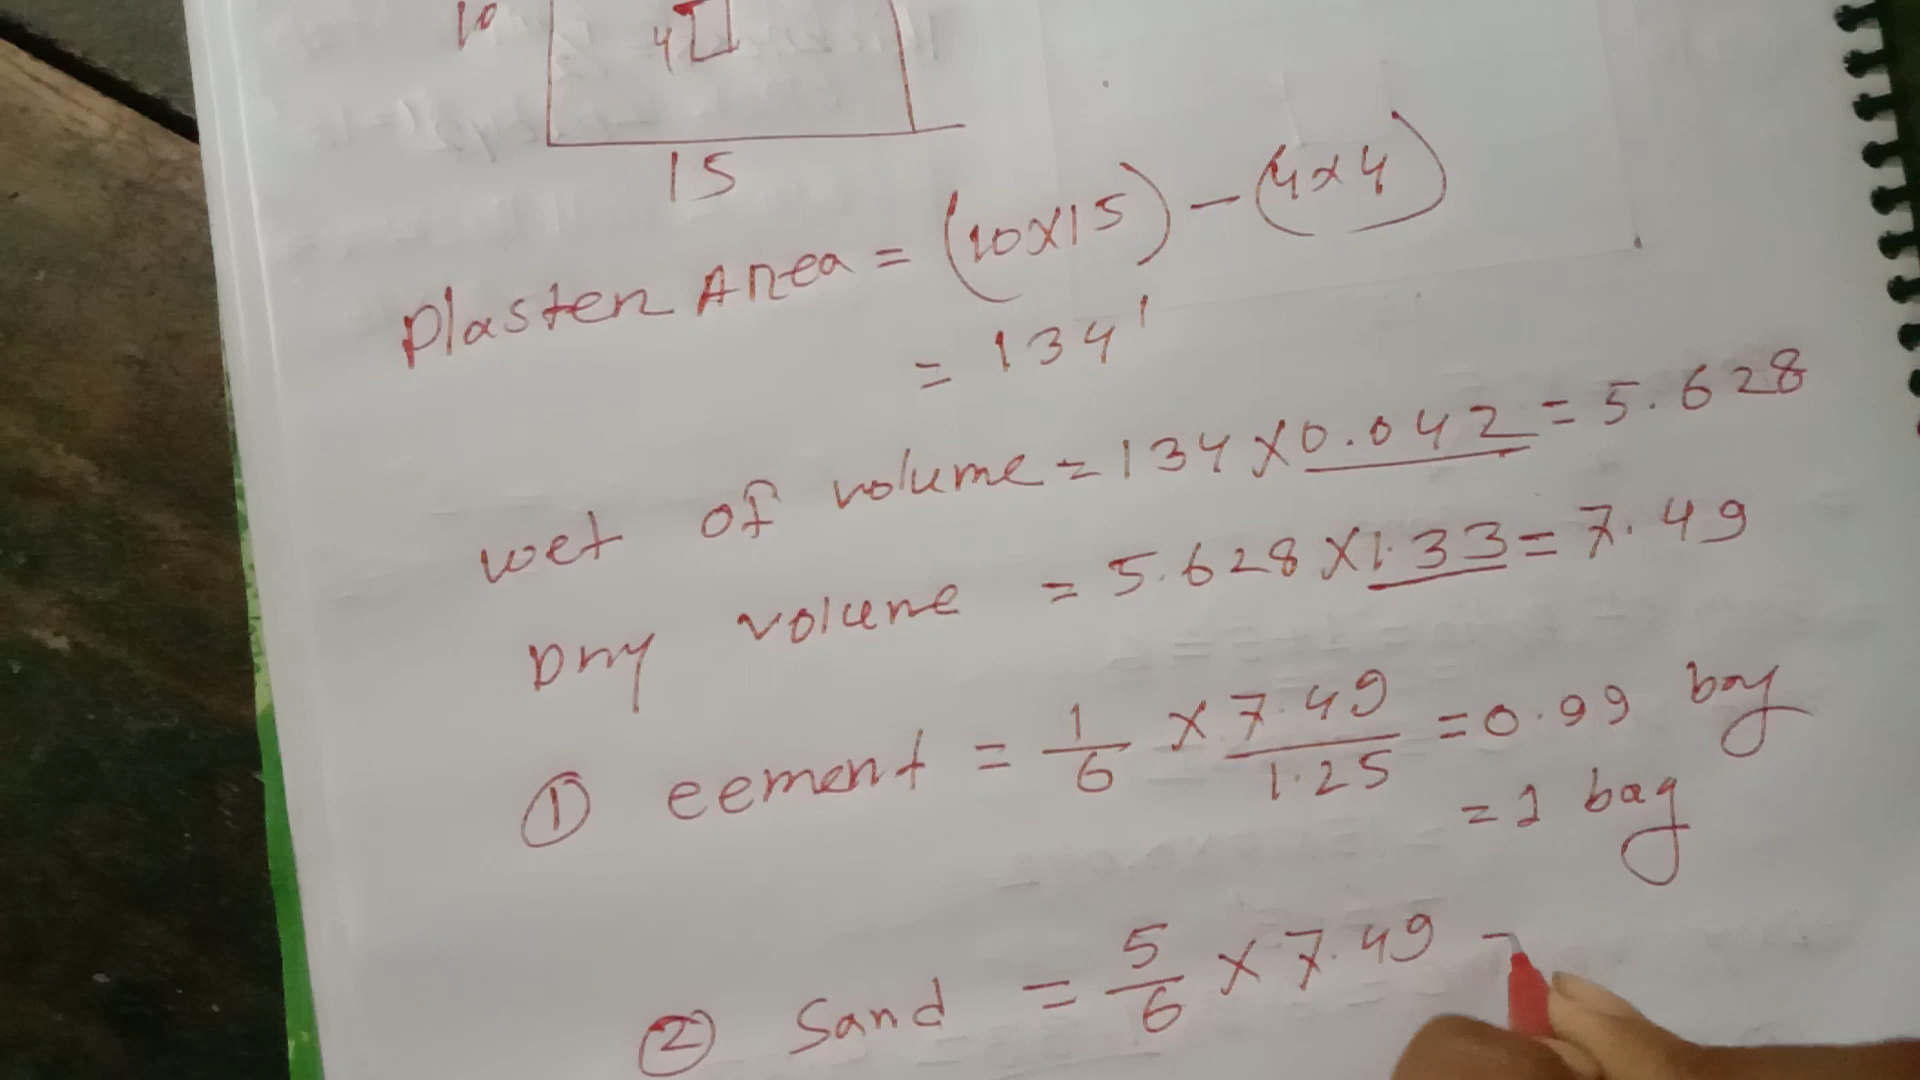 10
4
15
Plaster Area = (10X15) - (4x4)
= 134'
wet of volume = 134 X 0.042 = 5.628
Dry volume = 5.628 X 1.33 = 7.49
① cement = 1/6 X 7.49/1.25 = 0.99 bag
= 1 bag
② Sand = 5/6 X 7.49 -